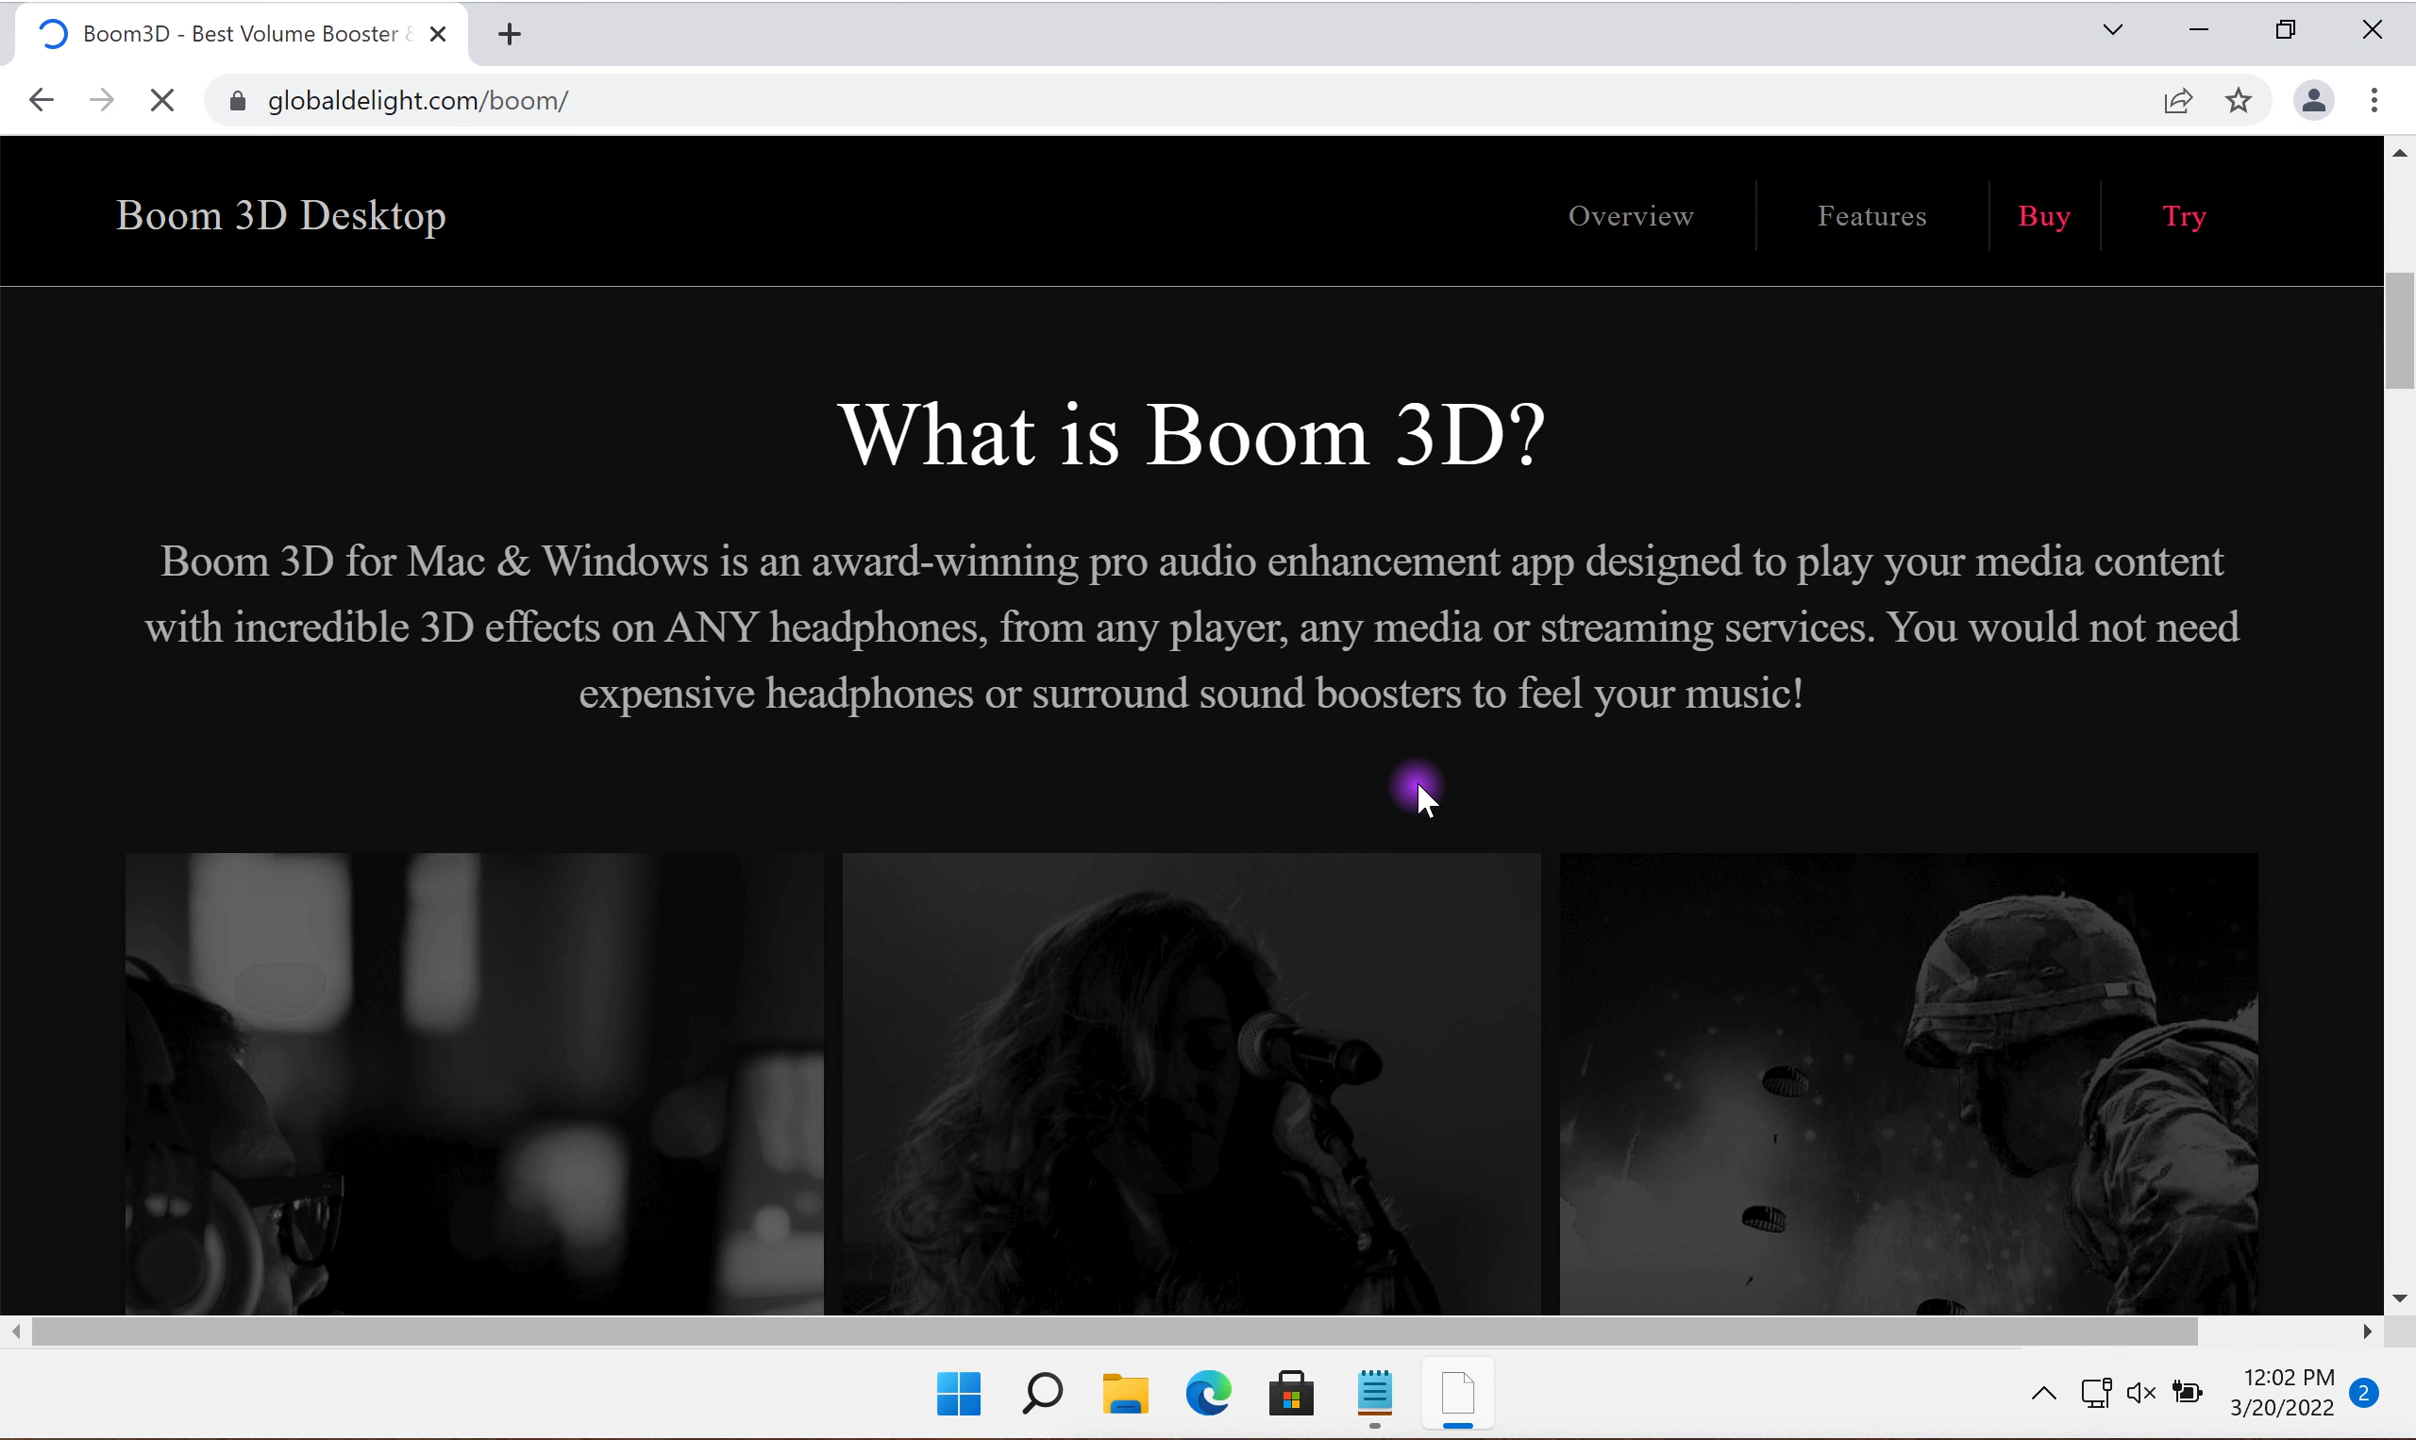 Boom3D - Best Volume Booster &
globaldelight.com/boom/
Boom 3D Desktop
Overview
Features
Buy
Try
What is Boom 3D?
Boom 3D for Mac & Windows is an award-winning pro audio enhancement app designed to play your media content
with incredible 3D effects on ANY headphones, from any player, any media or streaming services. You would not need
expensive headphones or surround sound boosters to feel your music!
12:02 PM
3/20/2022
2